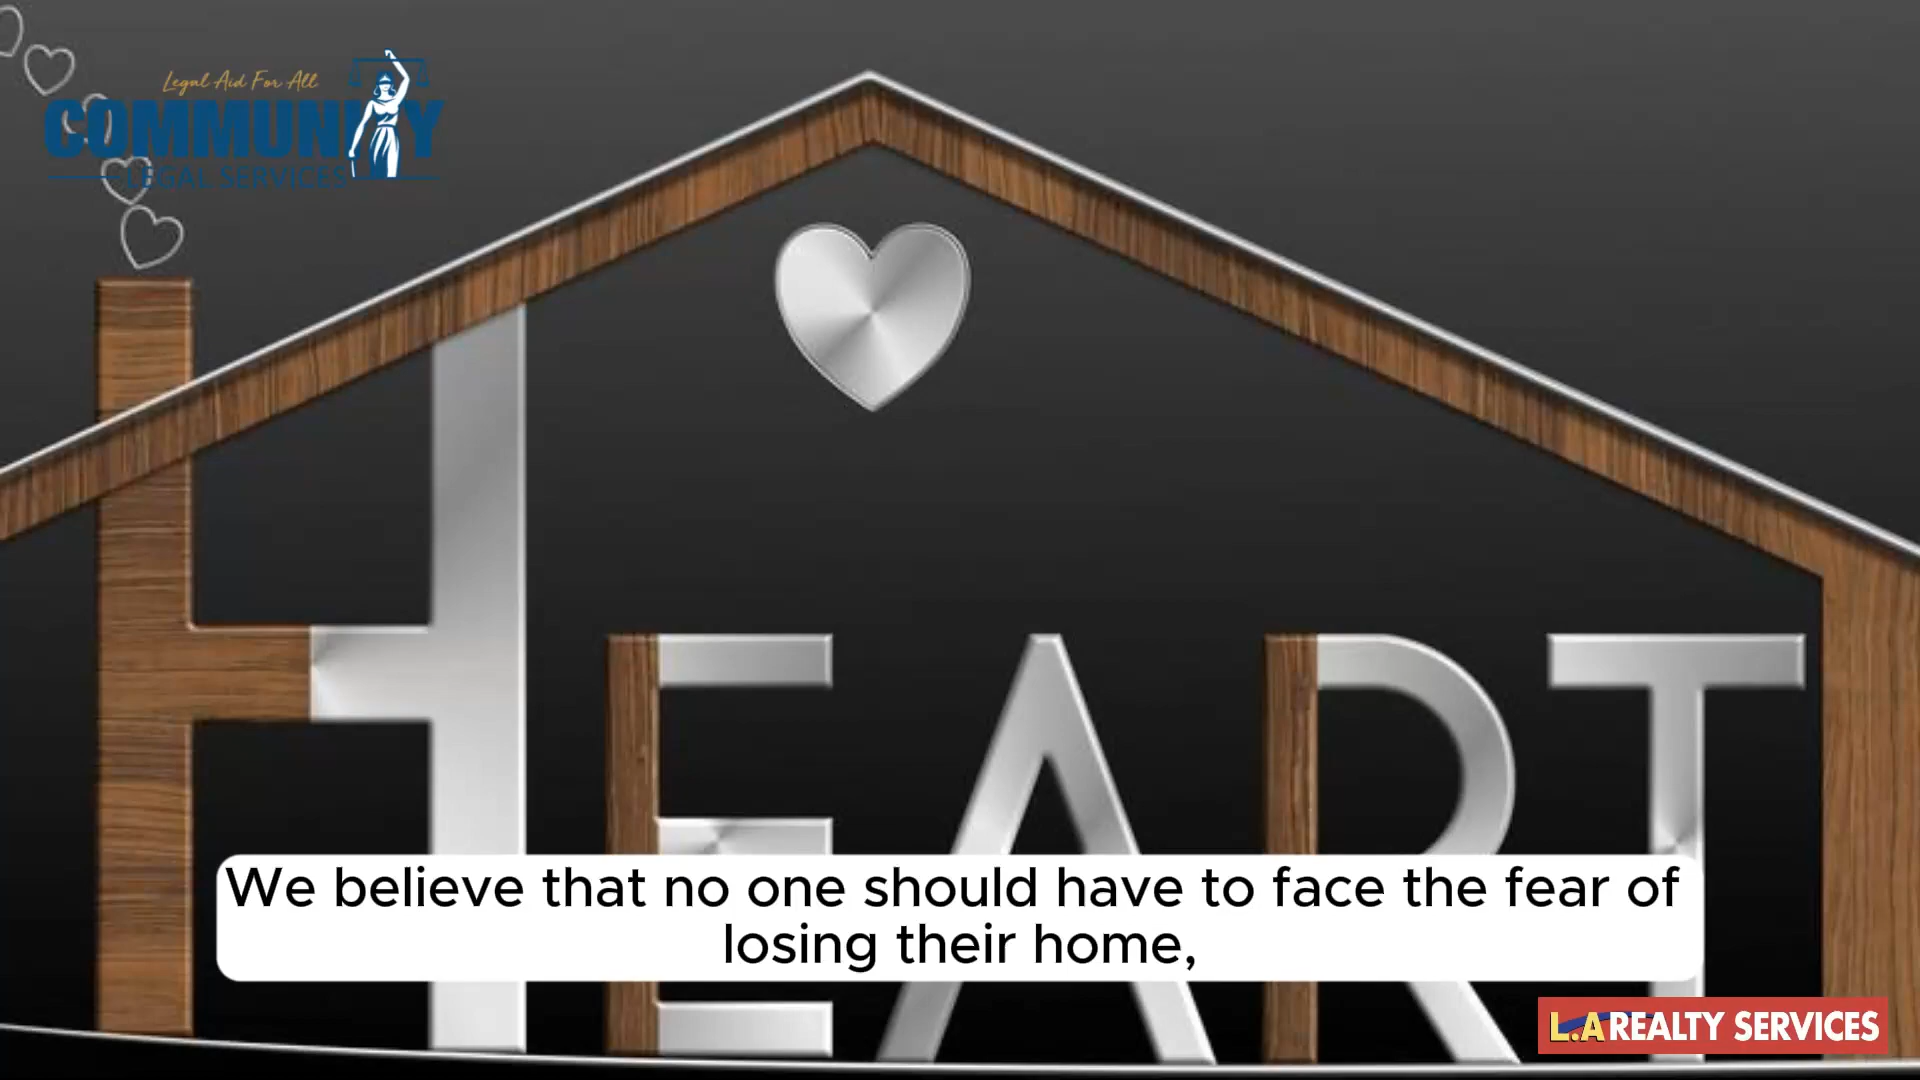 Legal Aid For All
COMMUNITY
LEGAL SERVICES
HEART
We believe that no one should have to face the fear of
losing their home,
L.A REALTY SERVICES